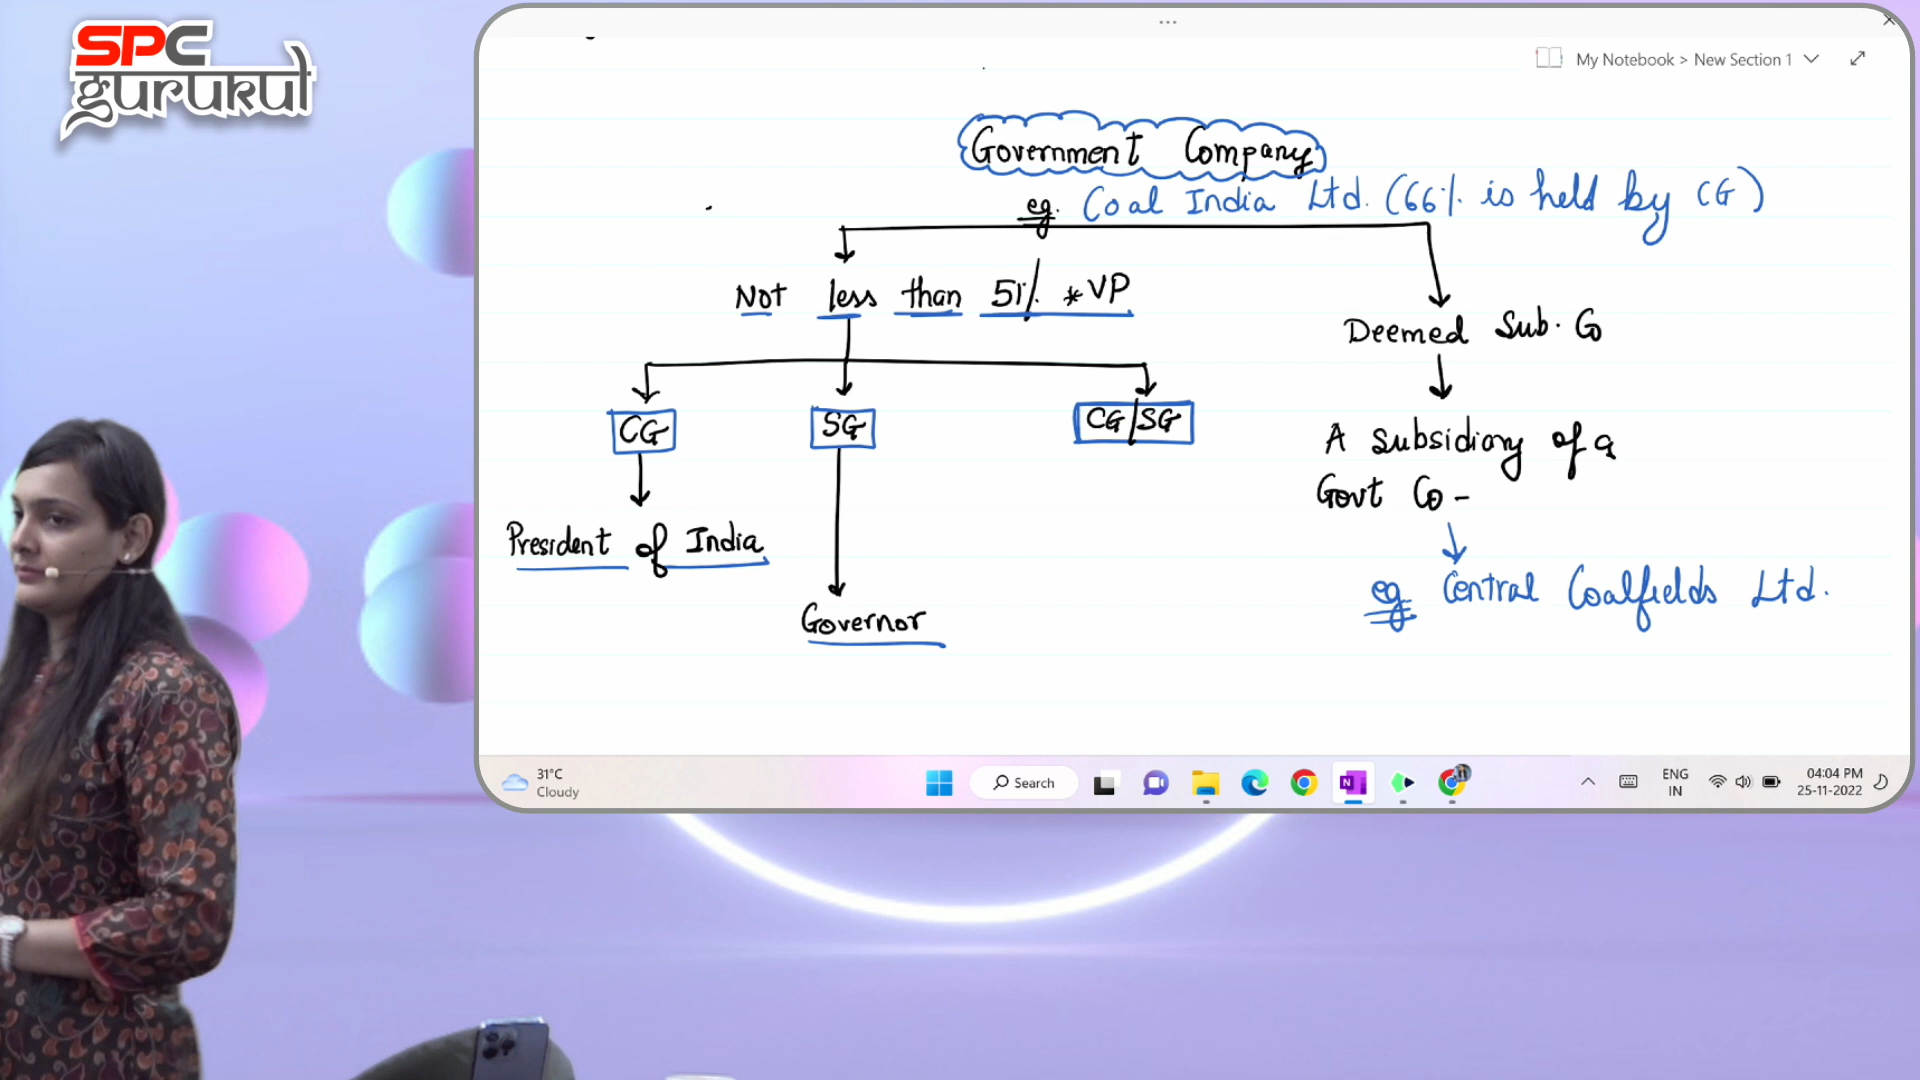 SPC
gurukul
My Notebook > New Section 1
Government Company
eg. Coal India Ltd. (66% is held by CG)
Not less than 51% *VP
Deemed Sub. Co
CG
SG
CG/SG
A subsidiary of a
Govt Co -
President of India
eg Central Coalfields Ltd.
Governor
31°C
Cloudy
Search
ENG
IN
04:04 PM
25-11-2022